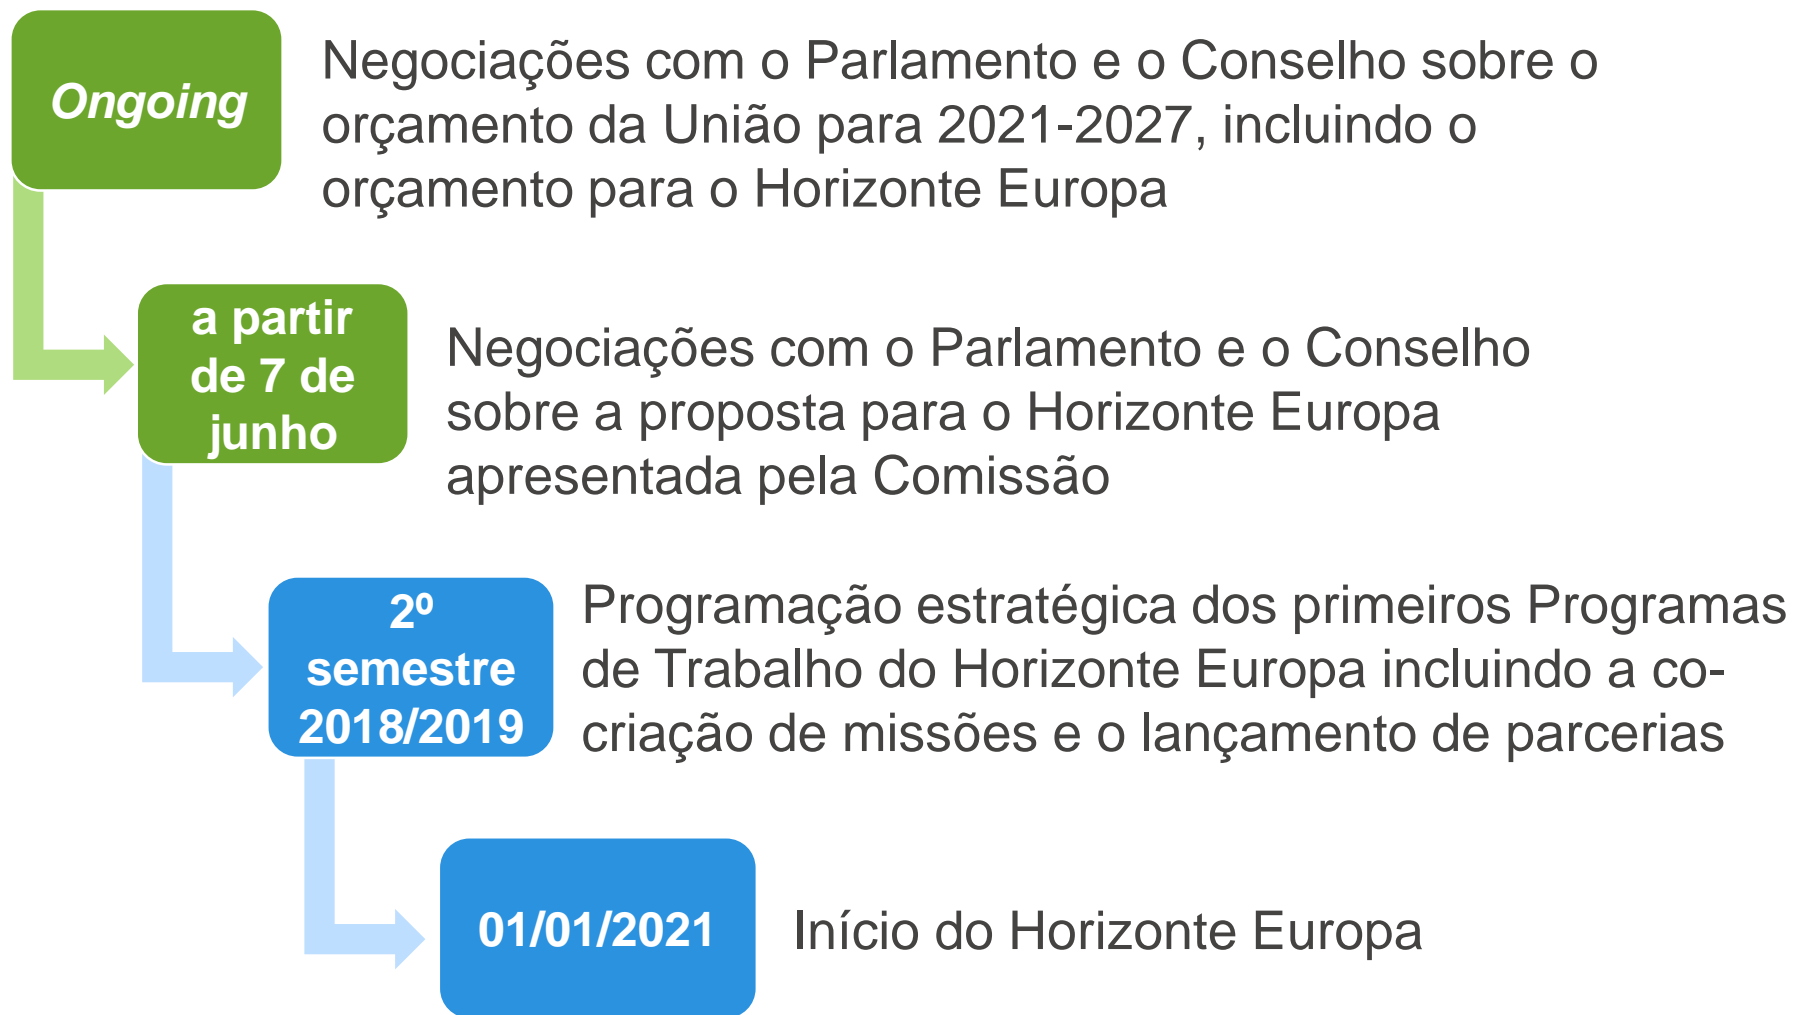 Ongoing
Negociações com o Parlamento e o Conselho sobre o
orçamento da União para 2021-2027, incluindo o
orçamento para o Horizonte Europa
a partir
de 7 de
junho
Negociações com o Parlamento e o Conselho
sobre a proposta para o Horizonte Europa
apresentada pela Comissão
2º
semestre
2018/2019
Programação estratégica dos primeiros Programas
de Trabalho do Horizonte Europa incluindo a co-
criação de missões e o lançamento de parcerias
01/01/2021
Início do Horizonte Europa